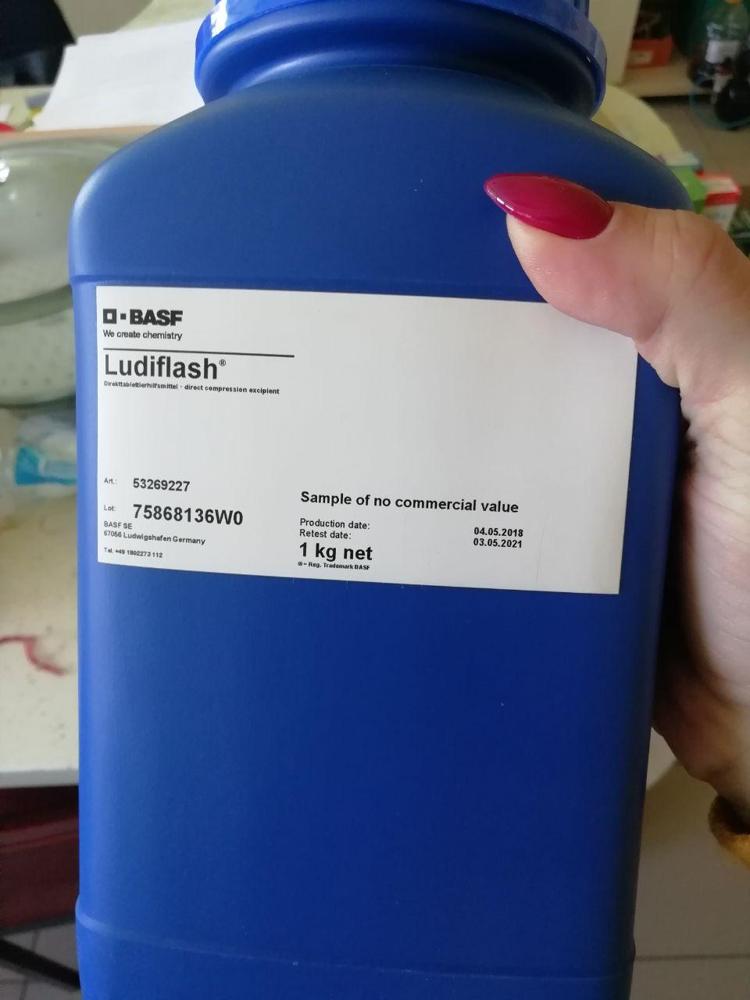 BASF
We create chemistry
Ludiflash®
Direkttablettierhilfsmittel · direct compression excipient
Art.: 53269227
Lot: 75868136W0
BASF SE
67056 Ludwigshafen Germany
Tel. +49 1802273 112
Sample of no commercial value
Production date: 04.05.2018
Retest date: 03.05.2021
1 kg net
® = Reg. Trademark BASF